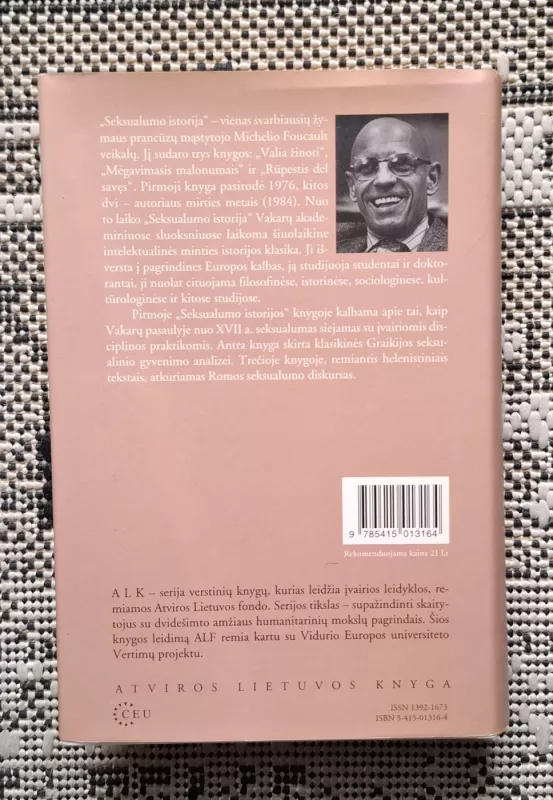 „Seksualumo istorija“ – vienas svarbiausių žy-
maus prancūzų mąstytojo Michelio Foucault
veikalų. Jį sudaro trys knygos: „Valia žinoti“,
„Mėgavimasis malonumais“ ir „Rūpestis dėl
savęs“. Pirmoji knyga pasirodė 1976, kitos
dvi – autoriaus mirties metais (1984). Nuo
to laiko „Seksualumo istorija“ Vakarų akade-
miniuose sluoksniuose laikoma šiuolaikine
intelektualinės minties istorijos klasika. Ji iš-
versta į pagrindines Europos kalbas, ją studijuoja studentai ir dokto-
rantai, ji nuolat cituojama filosofinėse, istorinėse, sociologinėse, kul-
tūrologinėse ir kitose studijose.
Pirmoje „Seksualumo istorijos“ knygoje kalbama apie tai, kaip
Vakarų pasaulyje nuo XVII a. seksualumas siejamas su įvairiomis dis-
ciplinos praktikomis. Antra knyga skirta klasikinės Graikijos seksu-
alinio gyvenimo analizei. Trečioje knygoje, remiantis helenistiniais
tekstais, atkuriamas Romos seksualumo diskursas.
9 785415 013164
Rekomenduojama kaina 21 Lt
ALK – serija verstinių knygų, kurias leidžia įvairios leidyklos, re-
miamos Atviros Lietuvos fondo. Serijos tikslas – supažindinti skaity-
tojus su dvidešimto amžiaus humanitarinių mokslų pagrindais. Šios
knygos leidimą ALF remia kartu su Vidurio Europos universiteto
Vertimų projektu.
ATVIROS LIETUVOS KNYGA
CEU
ISSN 1392-1673
ISBN 5-415-01316-4